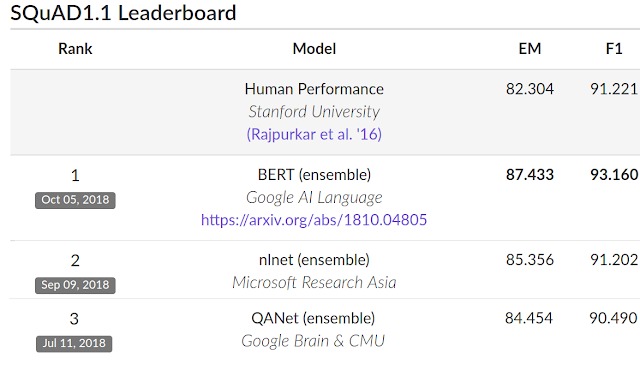 SQuAD1.1 Leaderboard
Rank Model EM F1
Human Performance 82.304 91.221
Stanford University
(Rajpurkar et al. '16)
1 BERT (ensemble) 87.433 93.160
Oct 05, 2018 Google AI Language
https://arxiv.org/abs/1810.04805
2 nlnet (ensemble) 85.356 91.202
Sep 09, 2018 Microsoft Research Asia
3 QANet (ensemble) 84.454 90.490
Jul 11, 2018 Google Brain & CMU